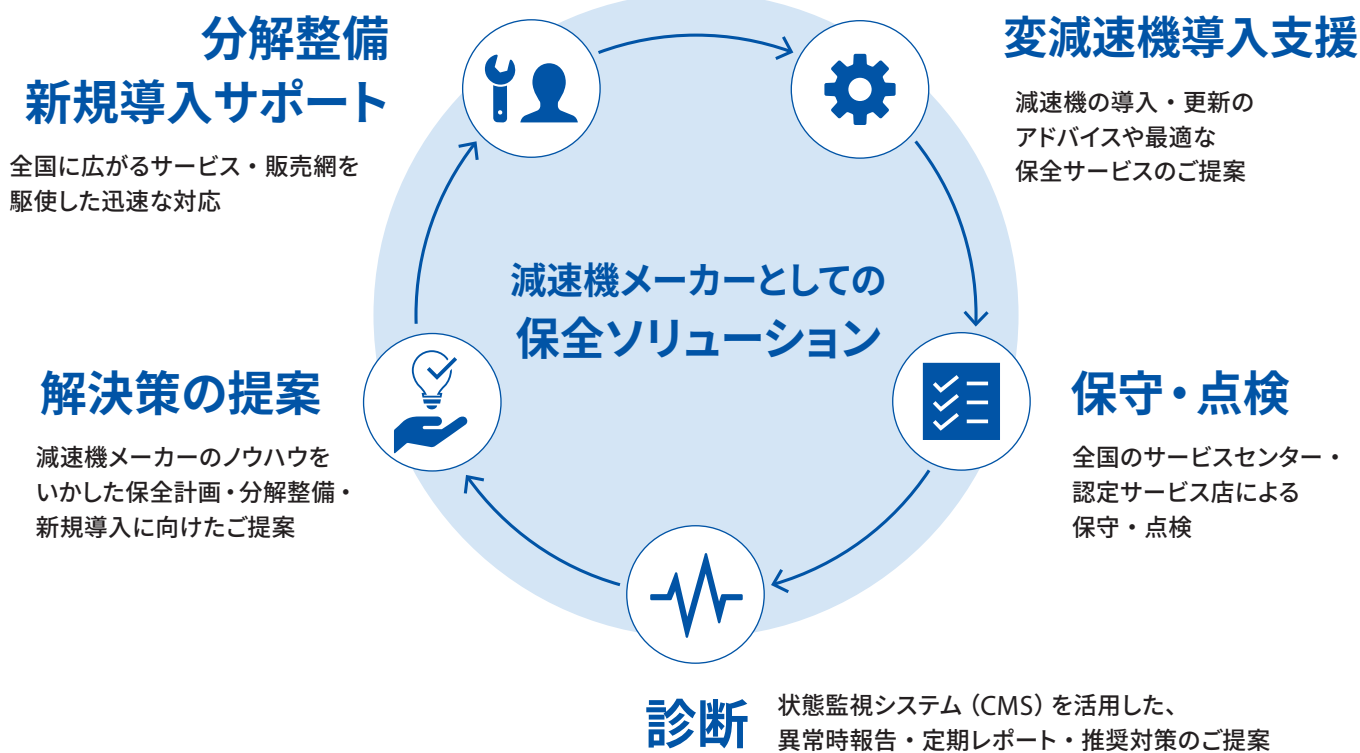 分解整備
新規導入サポート
全国に広がるサービス・販売網を
駆使した迅速な対応
変減速機導入支援
減速機の導入・更新の
アドバイスや最適な
保全サービスのご提案
減速機メーカーとしての
保全ソリューション
解決策の提案
減速機メーカーのノウハウを
いかした保全計画・分解整備・
新規導入に向けたご提案
保守・点検
全国のサービスセンター・
認定サービス店による
保守・点検
診断
状態監視システム（CMS）を活用した、
異常時報告・定期レポート・推奨対策のご提案